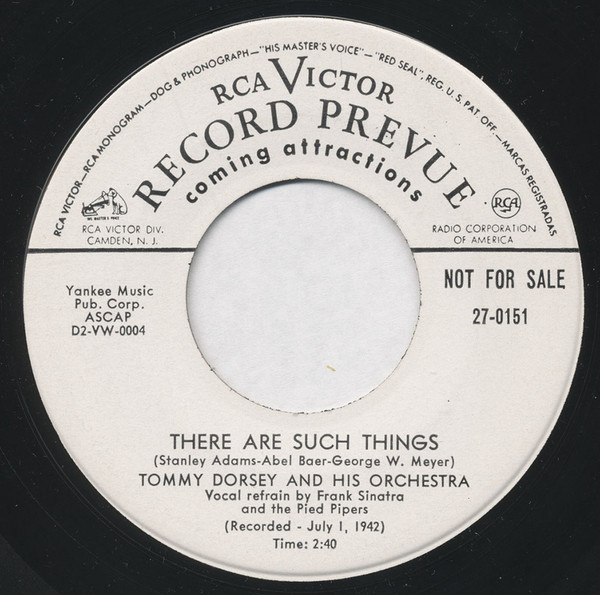 RCA VICTOR—RCA MONOGRAM—DOG & PHONOGRAPH—"HIS MASTER'S VOICE"—"RED SEAL", REG. U. S. PAT. OFF.—MARCAS REGISTRADAS
RCA VICTOR
RECORD PREVUE
coming attractions
HIS MASTER'S VOICE
RCA
RCA VICTOR DIV.
CAMDEN, N. J.
RADIO CORPORATION
OF AMERICA
Yankee Music
Pub. Corp.
ASCAP
D2-VW-0004
NOT FOR SALE
27-0151
THERE ARE SUCH THINGS
(Stanley Adams-Abel Baer-George W. Meyer)
TOMMY DORSEY AND HIS ORCHESTRA
Vocal refrain by Frank Sinatra
and the Pied Pipers
(Recorded - July 1, 1942)
Time: 2:40